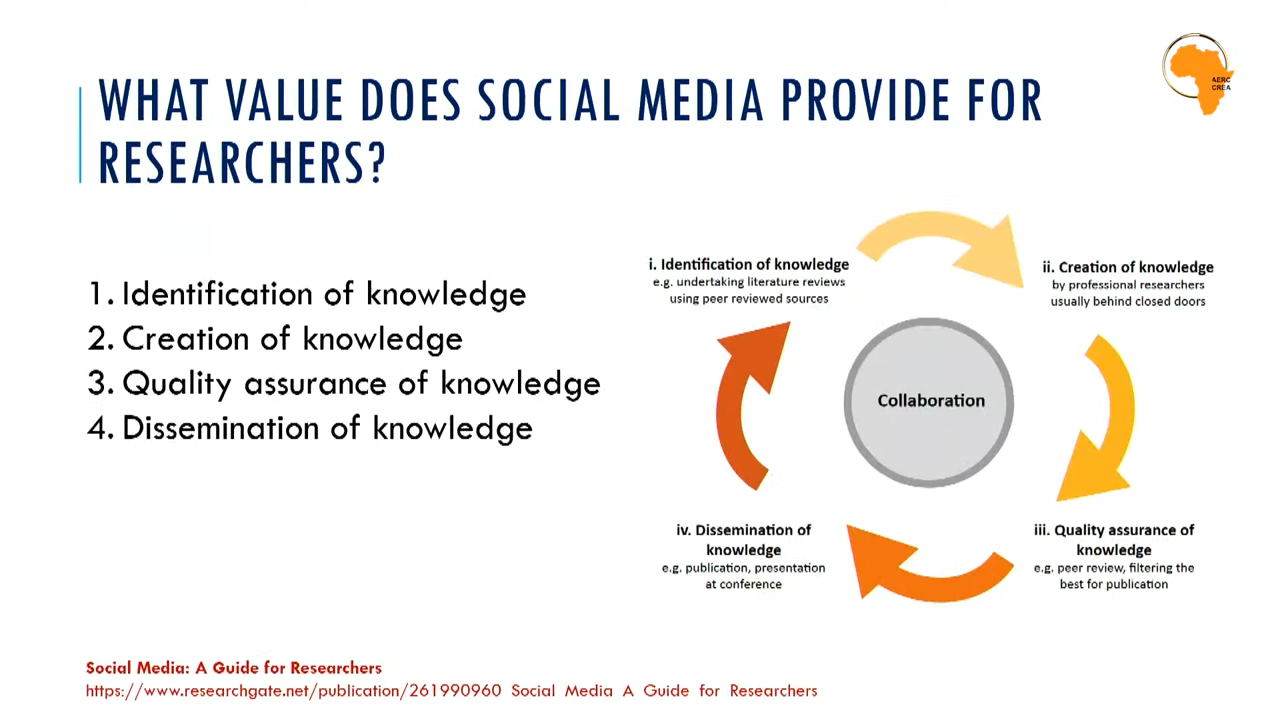 AERC
CREA
WHAT VALUE DOES SOCIAL MEDIA PROVIDE FOR
RESEARCHERS?
1. Identification of knowledge
2. Creation of knowledge
3. Quality assurance of knowledge
4. Dissemination of knowledge
i. Identification of knowledge
e.g. undertaking literature reviews
using peer reviewed sources
ii. Creation of knowledge
by professional researchers
usually behind closed doors
Collaboration
iv. Dissemination of
knowledge
e.g. publication, presentation
at conference
iii. Quality assurance of
knowledge
e.g. peer review, filtering the
best for publication
Social Media: A Guide for Researchers
https://www.researchgate.net/publication/261990960 Social Media A Guide for Researchers